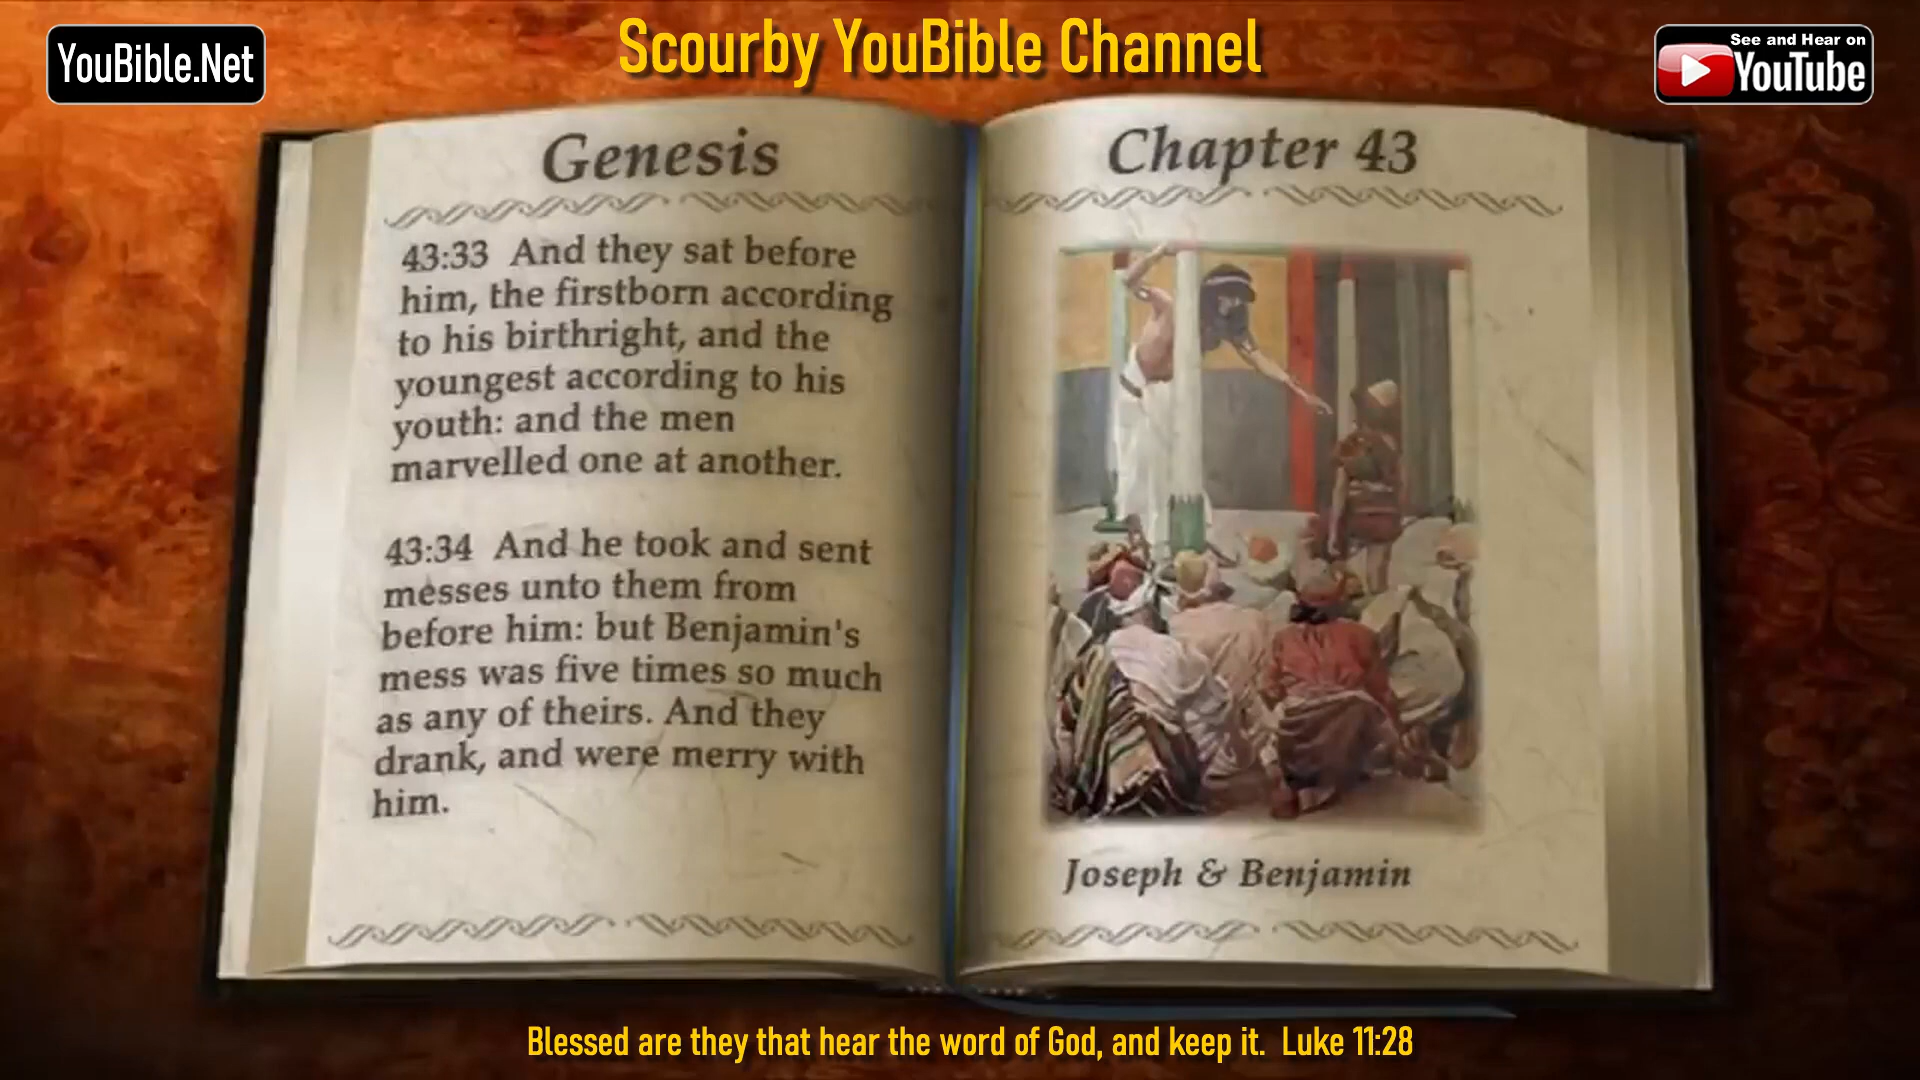 YouBible.Net
Scourby YouBible Channel
See and Hear on
YouTube
Genesis
43:33 And they sat before
him, the firstborn according
to his birthright, and the
youngest according to his
youth: and the men
marvelled one at another.
43:34 And he took and sent
messes unto them from
before him: but Benjamin's
mess was five times so much
as any of theirs. And they
drank, and were merry with
him.
Chapter 43
Joseph & Benjamin
Blessed are they that hear the word of God, and keep it. Luke 11:28